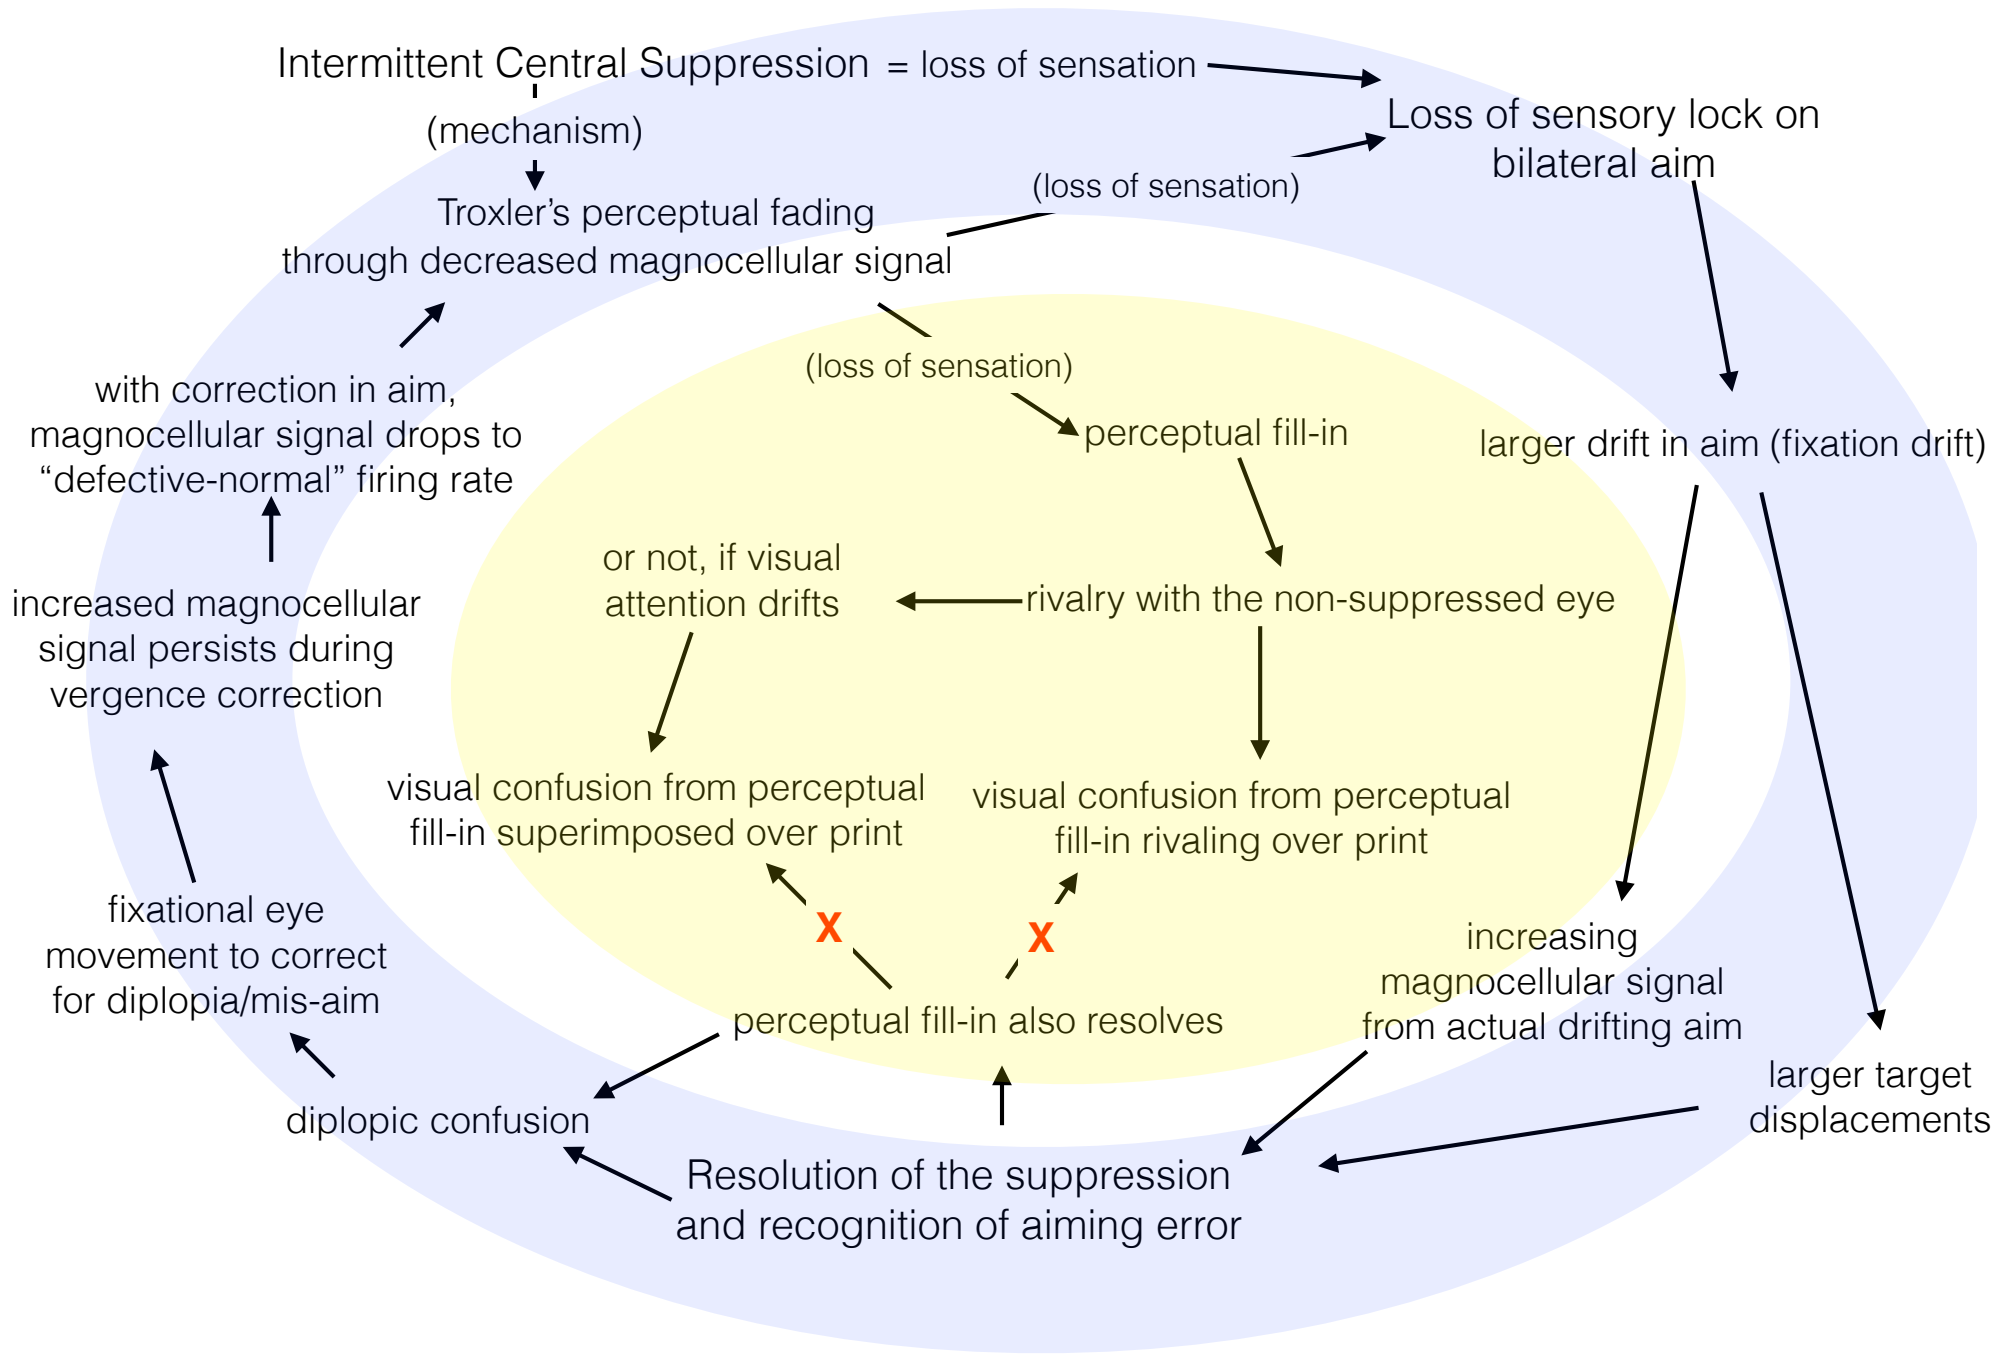 Intermittent Central Suppression = loss of sensation
(mechanism)
Loss of sensory lock on
bilateral aim
(loss of sensation)
Troxler’s perceptual fading
through decreased magnocellular signal
(loss of sensation)
with correction in aim,
magnocellular signal drops to
“defective-normal” firing rate
perceptual fill-in
larger drift in aim (fixation drift)
or not, if visual
attention drifts
rivalry with the non-suppressed eye
increased magnocellular
signal persists during
vergence correction
visual confusion from perceptual
fill-in superimposed over print
visual confusion from perceptual
fill-in rivaling over print
X
X
fixational eye
movement to correct
for diplopia/mis-aim
increasing
magnocellular signal
from actual drifting aim
perceptual fill-in also resolves
larger target
displacements
diplopic confusion
Resolution of the suppression
and recognition of aiming error